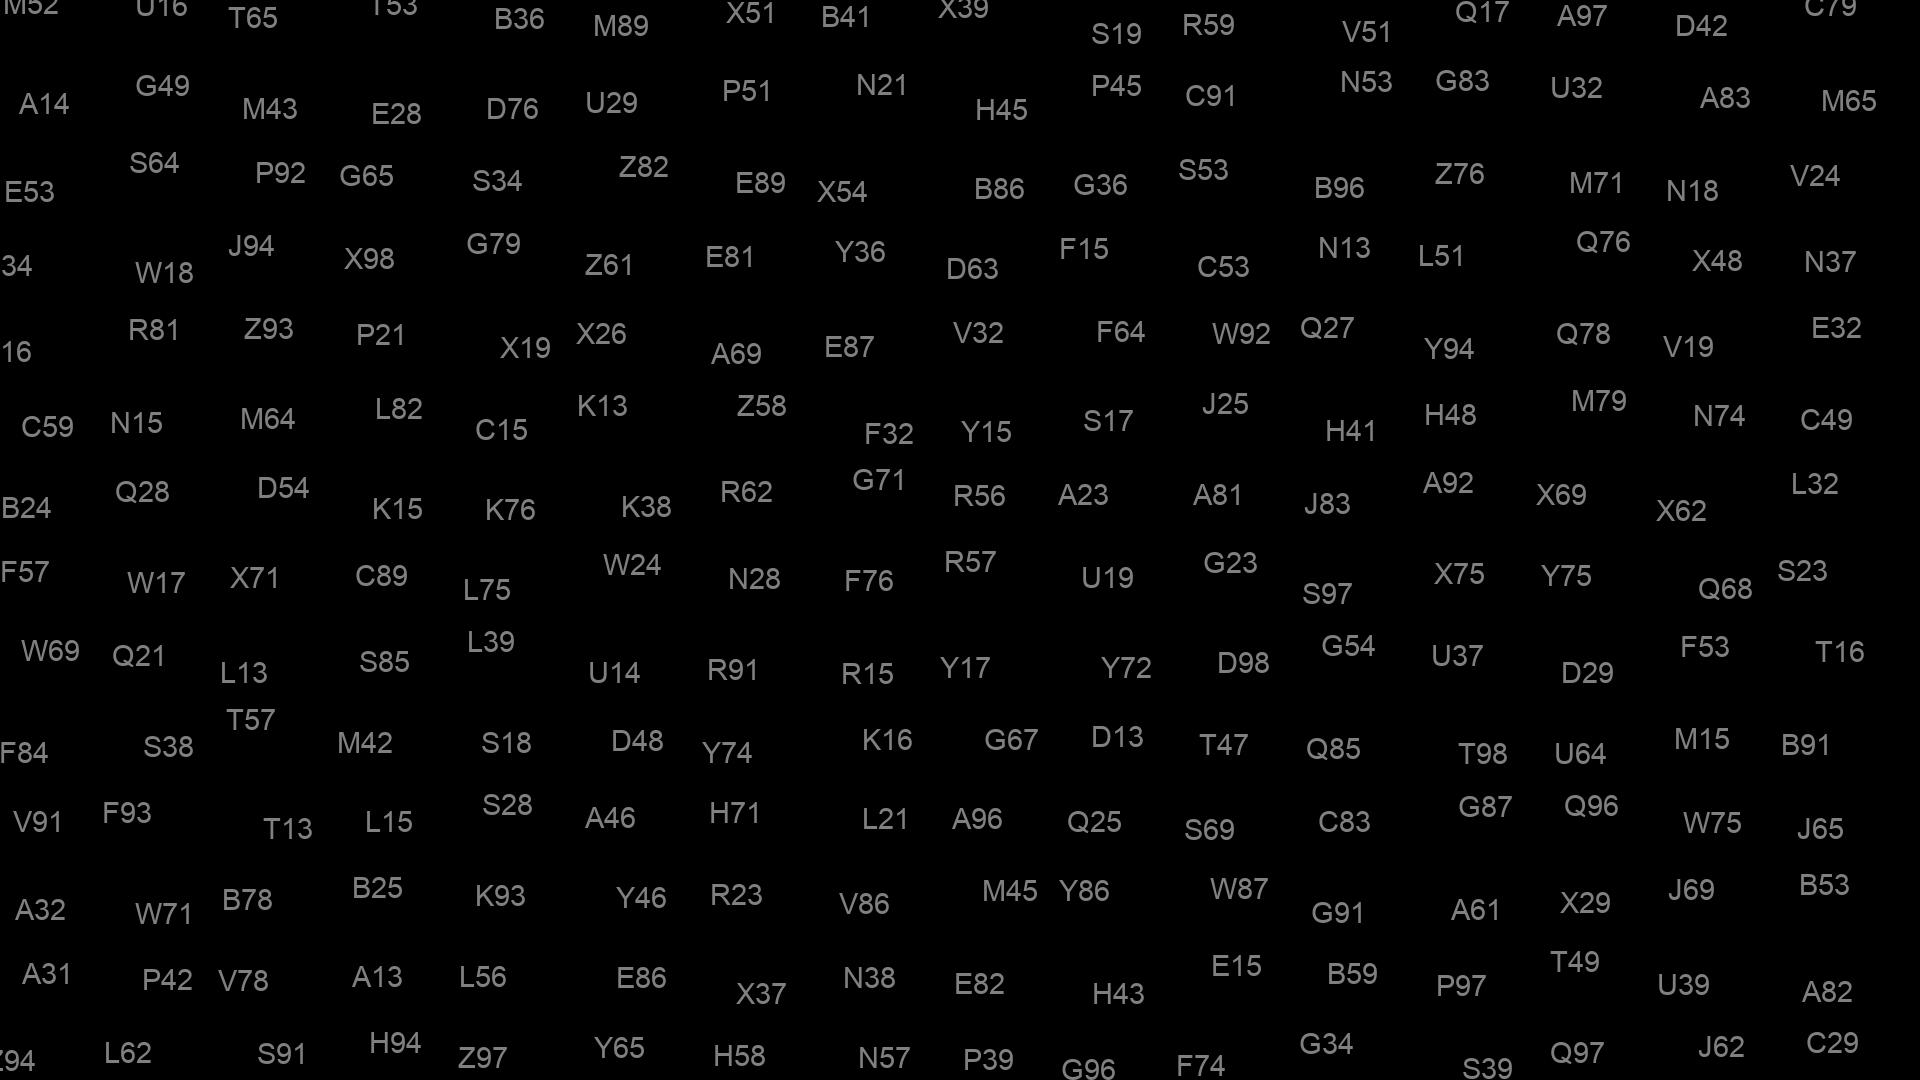 M52 U16 T65 T53 B36 M89 X51 B41 X39 S19 R59 V51 Q17 A97 D42 C79
A14 G49 M43 E28 D76 U29 P51 N21 H45 P45 C91 N53 G83 U32 A83 M65
E53 S64 P92 G65 S34 Z82 E89 X54 B86 G36 S53 B96 Z76 M71 N18 V24
34 W18 J94 X98 G79 Z61 E81 Y36 D63 F15 C53 N13 L51 Q76 X48 N37
16 R81 Z93 P21 X19 X26 A69 E87 V32 F64 W92 Q27 Y94 Q78 V19 E32
C59 N15 M64 L82 C15 K13 Z58 F32 Y15 S17 J25 H41 H48 M79 N74 C49
B24 Q28 D54 K15 K76 K38 R62 G71 R56 A23 A81 J83 A92 X69 X62 L32
F57 W17 X71 C89 L75 W24 N28 F76 R57 U19 G23 S97 X75 Y75 Q68 S23
W69 Q21 L13 S85 L39 U14 R91 R15 Y17 Y72 D98 G54 U37 D29 F53 T16
F84 S38 T57 M42 S18 D48 Y74 K16 G67 D13 T47 Q85 T98 U64 M15 B91
V91 F93 T13 L15 S28 A46 H71 L21 A96 Q25 S69 C83 G87 Q96 W75 J65
A32 W71 B78 B25 K93 Y46 R23 V86 M45 Y86 W87 G91 A61 X29 J69 B53
A31 P42 V78 A13 L56 E86 X37 N38 E82 H43 E15 B59 P97 T49 U39 A82
Z94 L62 S91 H94 Z97 Y65 H58 N57 P39 G96 F74 G34 S39 Q97 J62 C29